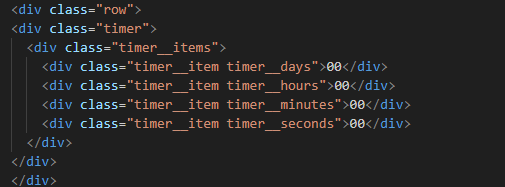 <div class="row">
<div class="timer">
<div class="timer__items">
<div class="timer__item timer__days">00</div>
<div class="timer__item timer__hours">00</div>
<div class="timer__item timer__minutes">00</div>
<div class="timer__item timer__seconds">00</div>
</div>
</div>
</div>